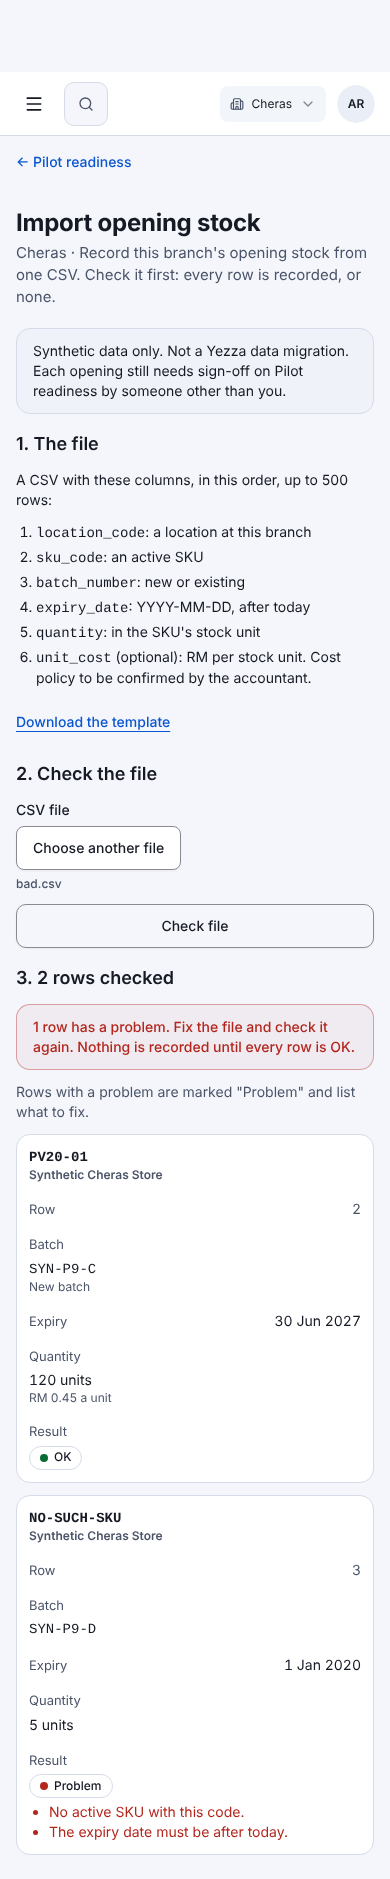 Cheras
AR
← Pilot readiness
Import opening stock
Cheras · Record this branch's opening stock from
one CSV. Check it first: every row is recorded, or
none.
Synthetic data only. Not a Yezza data migration.
Each opening still needs sign-off on Pilot
readiness by someone other than you.
1. The file
A CSV with these columns, in this order, up to 500
rows:
1. location_code: a location at this branch
2. sku_code: an active SKU
3. batch_number: new or existing
4. expiry_date: YYYY-MM-DD, after today
5. quantity: in the SKU's stock unit
6. unit_cost (optional): RM per stock unit. Cost
policy to be confirmed by the accountant.
Download the template
2. Check the file
CSV file
Choose another file
bad.csv
Check file
3. 2 rows checked
1 row has a problem. Fix the file and check it
again. Nothing is recorded until every row is OK.
Rows with a problem are marked "Problem" and list
what to fix.
PV20-01
Synthetic Cheras Store
Row 2
Batch
SYN-P9-C
New batch
Expiry 30 Jun 2027
Quantity
120 units
RM 0.45 a unit
Result
OK
NO-SUCH-SKU
Synthetic Cheras Store
Row 3
Batch
SYN-P9-D
Expiry 1 Jan 2020
Quantity
5 units
Result
Problem
• No active SKU with this code.
• The expiry date must be after today.